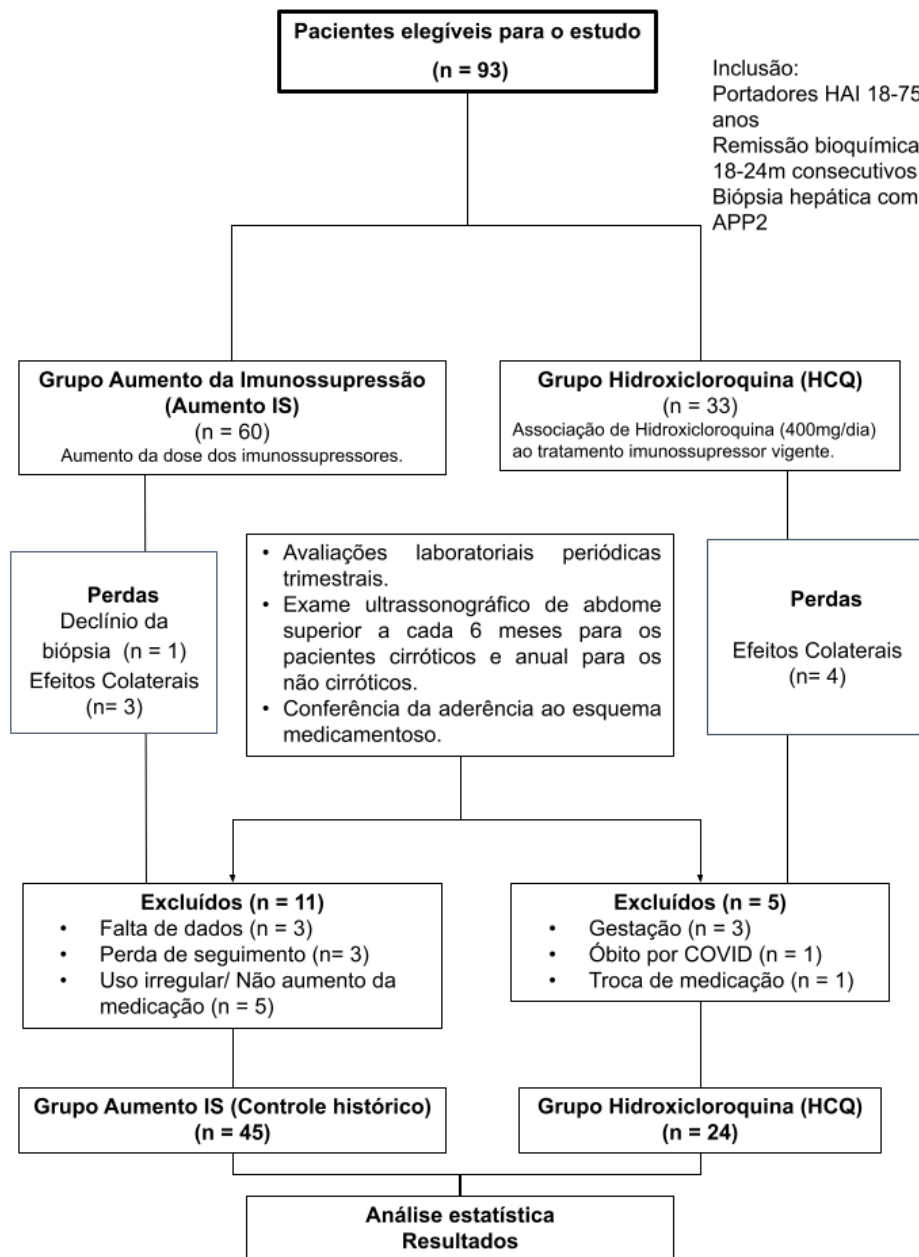 Pacientes elegíveis para o estudo
(n = 93)
Inclusão:
Portadores HAI 18-75
anos
Remissão bioquímica
18-24m consecutivos
Biópsia hepática com
APP2
Grupo Aumento da Imunossupressão
(Aumento IS)
(n = 60)
Aumento da dose dos imunossupressores.
Grupo Hidroxicloroquina (HCQ)
(n = 33)
Associação de Hidroxicloroquina (400mg/dia)
ao tratamento imunossupressor vigente.
Perdas
Declínio da
biópsia (n = 1)
Efeitos Colaterais
(n= 3)
• Avaliações laboratoriais periódicas
trimestrais.
• Exame ultrassonográfico de abdome
superior a cada 6 meses para os
pacientes cirróticos e anual para os
não cirróticos.
• Conferência da aderência ao esquema
medicamentoso.
Perdas
Efeitos Colaterais
(n= 4)
Excluídos (n = 11)
• Falta de dados (n = 3)
• Perda de seguimento (n= 3)
• Uso irregular/ Não aumento da
medicação (n = 5)
Excluídos (n = 5)
• Gestação (n = 3)
• Óbito por COVID (n = 1)
• Troca de medicação (n = 1)
Grupo Aumento IS (Controle histórico)
(n = 45)
Grupo Hidroxicloroquina (HCQ)
(n = 24)
Análise estatística
Resultados